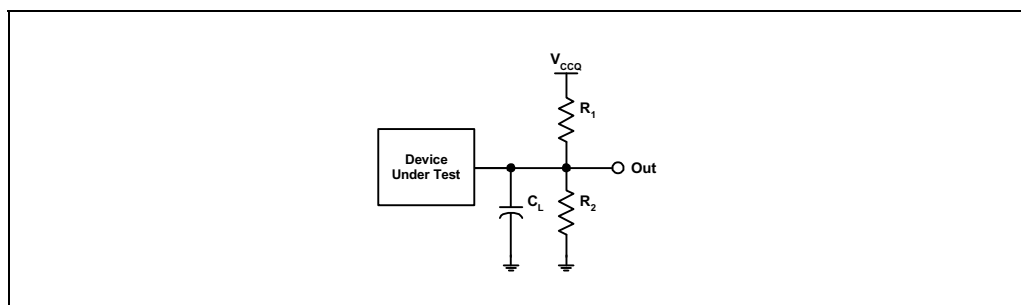 V_CCQ
R_1
Device
Under Test
Out
C_L
R_2